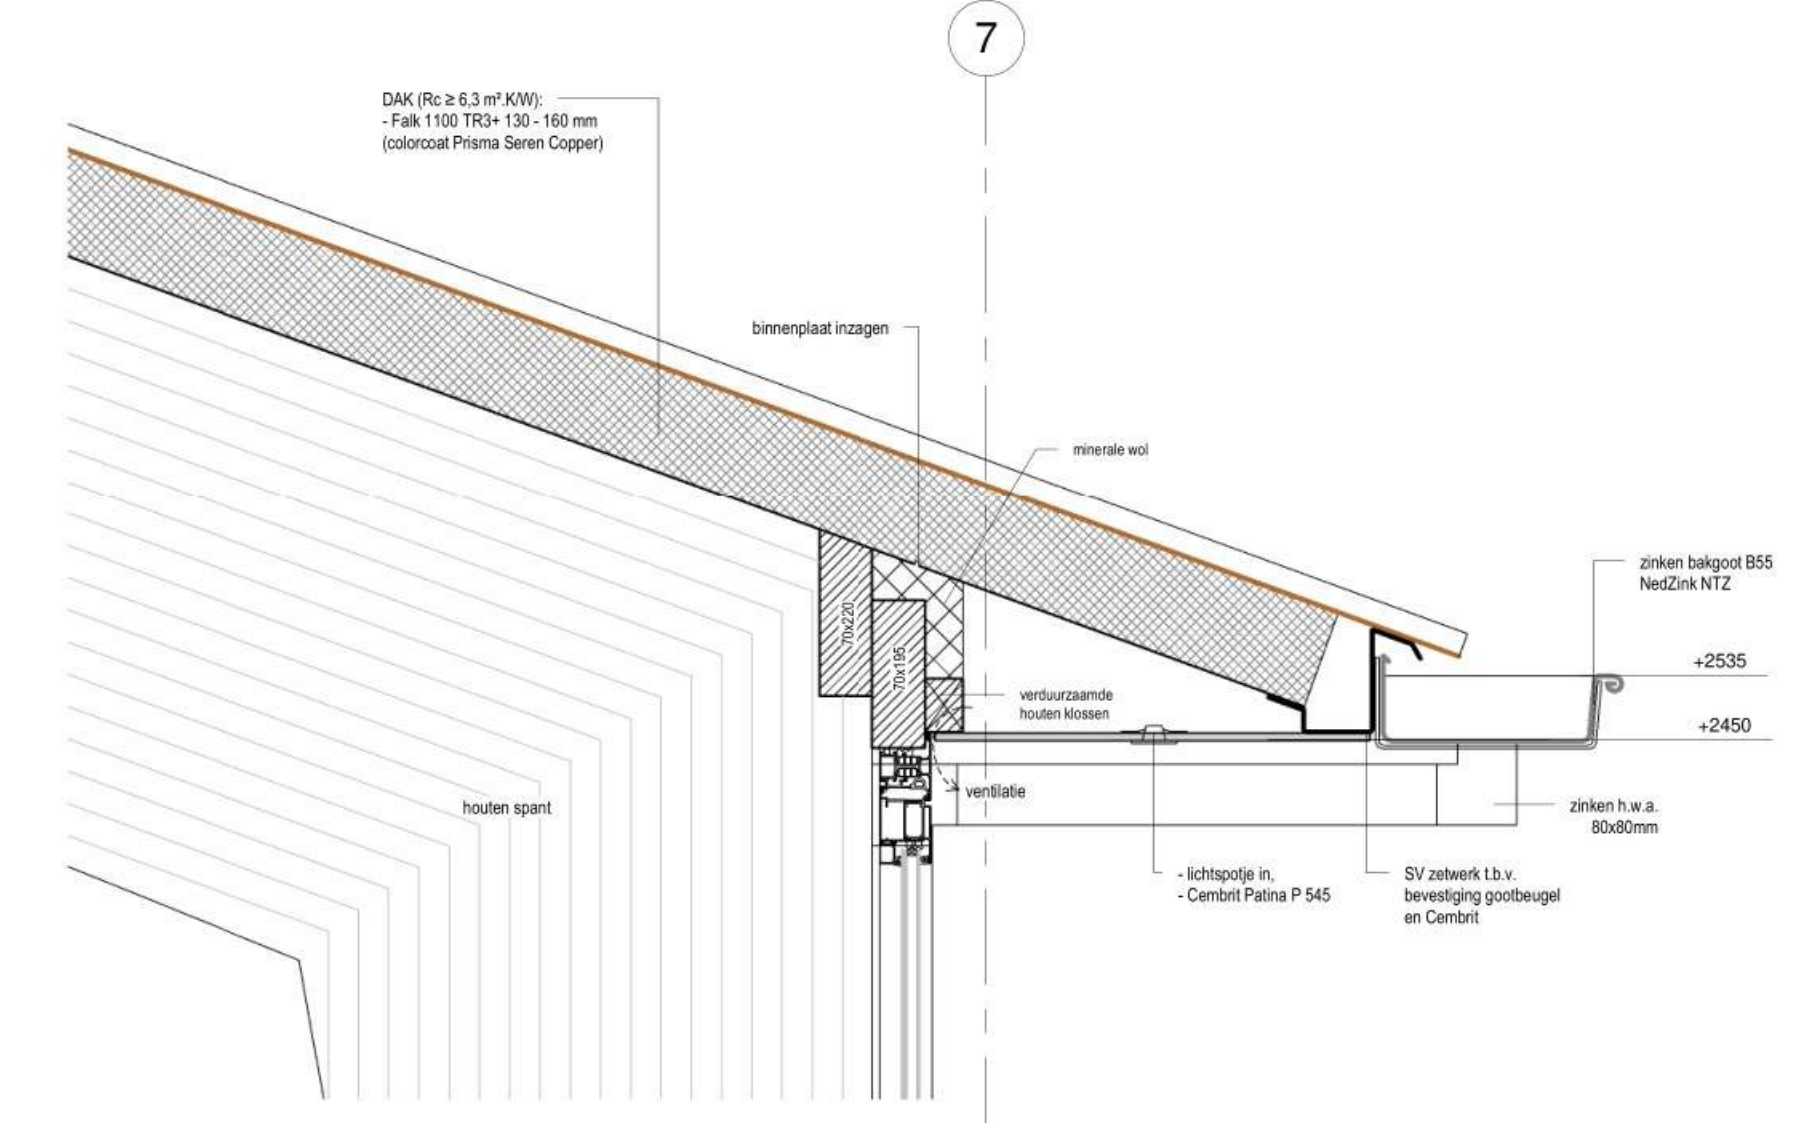 7
DAK (Rc ≥ 6,3 m².K/W):
- Falk 1100 TR3+ 130 - 160 mm
(colorcoat Prisma Seren Copper)
binnenplaat inzagen
minerale wol
zinken bakgoot B55
NedZink NTZ
70x220
70x195
+2535
verduurzaamde
houten klossen
+2450
ventilatie
houten spant
zinken h.w.a.
80x80mm
- lichtspotje in,
- Cembrit Patina P 545
SV zetwerk t.b.v.
bevestiging gootbeugel
en Cembrit